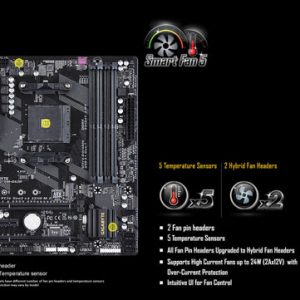 Smart Fan 5
5 Temperature Sensors
2 Hybrid Fan Headers
x5
x2
2 Fan pin headers
5 Temperature Sensors
All Fan Pin Headers Upgraded to Hybrid Fan Headers
Supports High Current Fans up to 24W (2Ax12V) with
Over-Current Protection
Intuitive UI for Fan Control
GIGABYTE
header
Temperature sensor